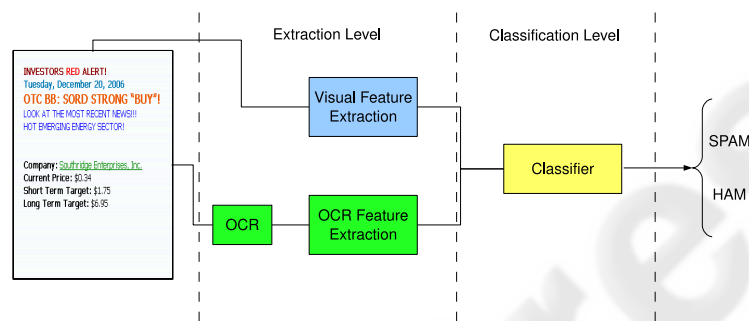 Extraction Level
Classification Level
INVESTORS RED ALERT!
Tuesday, December 20, 2006
OTC BB: SORD STRONG "BUY"!
LOOK AT THE MOST RECENT NEWS!!!
HOT EMERGING ENERGY SECTOR!
Company: Southridge Enterprises, Inc.
Current Price: $0.34
Short Term Target: $1.75
Long Term Target: $6.95
Visual Feature
Extraction
OCR
OCR Feature
Extraction
Classifier
SPAM
HAM